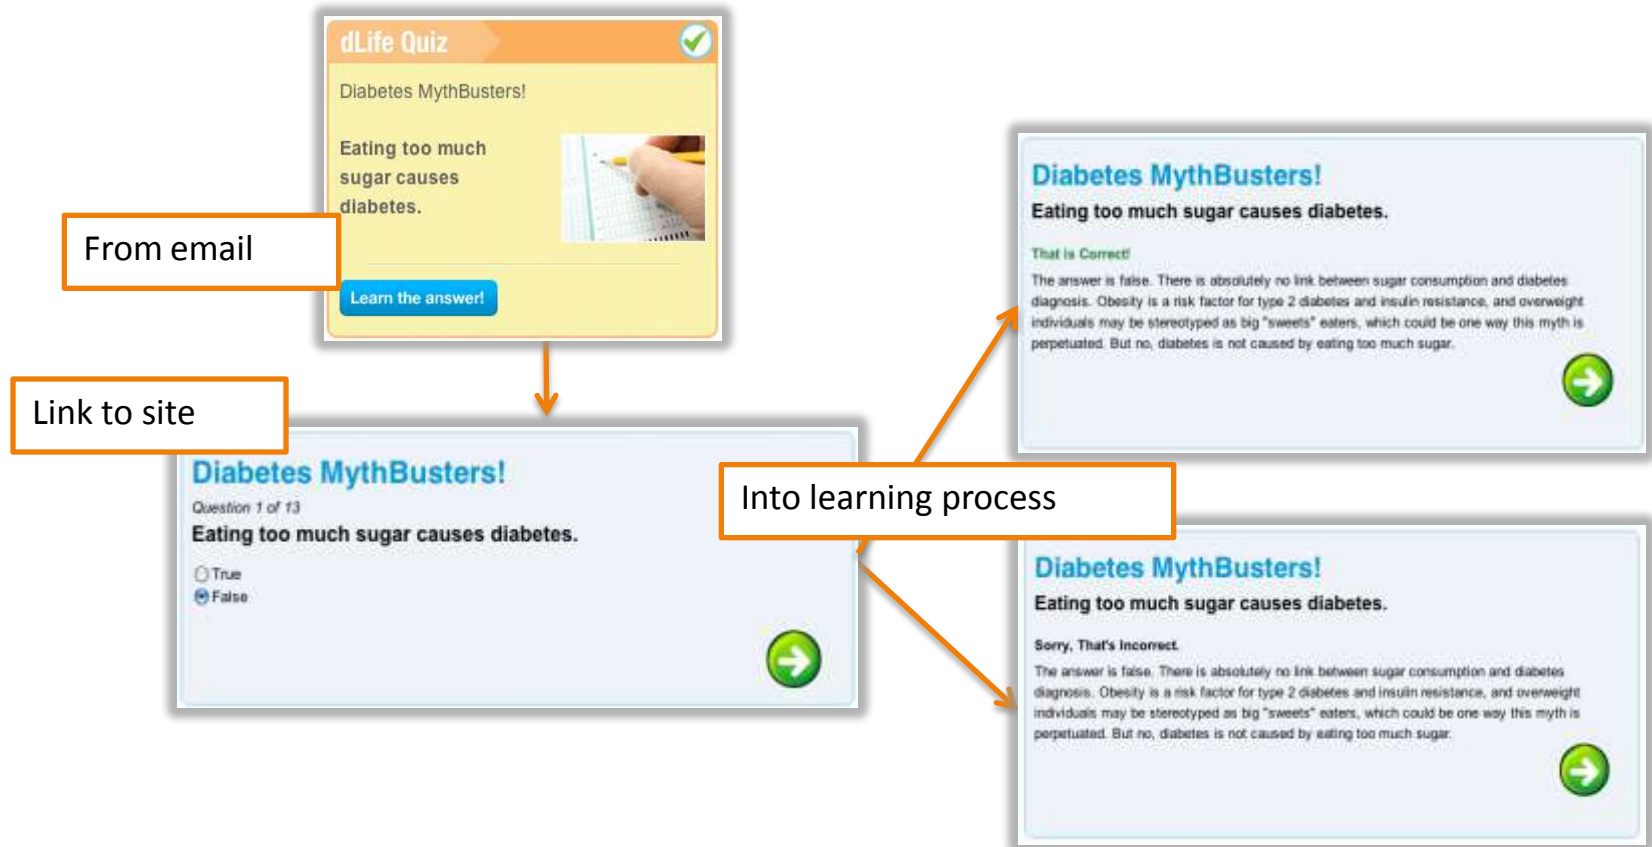 dLife Quiz
Diabetes MythBusters!
Eating too much
sugar causes
diabetes.
Learn the answer!
From email
Link to site
Diabetes MythBusters!
Question 1 of 13
Eating too much sugar causes diabetes.
True
False
Into learning process
Diabetes MythBusters!
Eating too much sugar causes diabetes.
That is Correct!
The answer is false. There is absolutely no link between sugar consumption and diabetes
diagnosis. Obesity is a risk factor for type 2 diabetes and insulin resistance, and overweight
individuals may be stereotyped as big "sweets" eaters, which could be one way this myth is
perpetuated. But no, diabetes is not caused by eating too much sugar.
Diabetes MythBusters!
Eating too much sugar causes diabetes.
Sorry, That's Incorrect.
The answer is false. There is absolutely no link between sugar consumption and diabetes
diagnosis. Obesity is a risk factor for type 2 diabetes and insulin resistance, and overweight
individuals may be stereotyped as big "sweets" eaters, which could be one way this myth is
perpetuated. But no, diabetes is not caused by eating too much sugar.